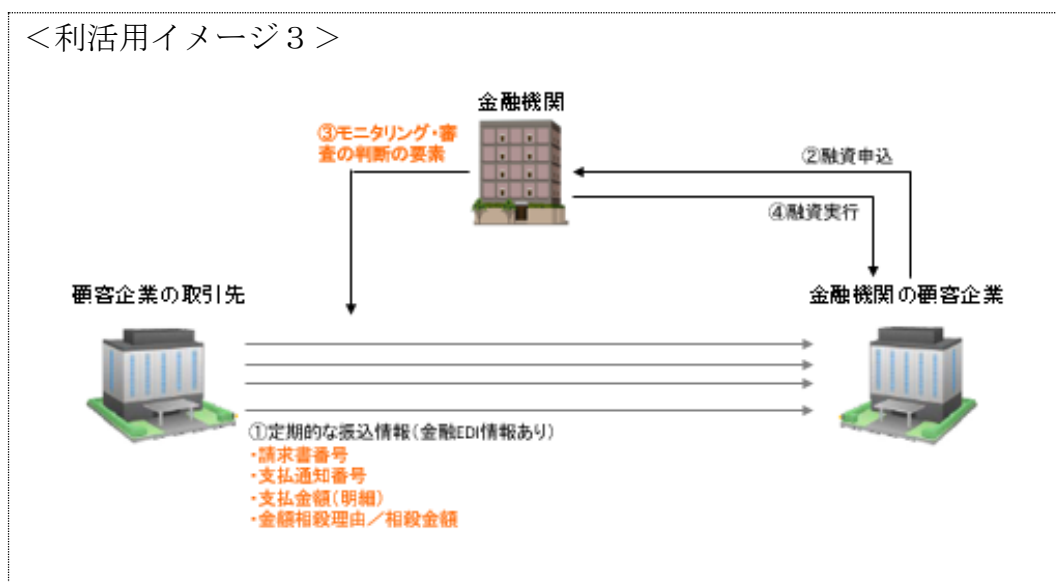 ＜利活用イメージ３＞
金融機関
③モニタリング・審
査の判断の要素
②融資申込
④融資実行
顧客企業の取引先
金融機関の顧客企業
①定期的な振込情報（金融EDI情報あり）
・請求書番号
・支払通知番号
・支払金額（明細）
・金額相殺理由／相殺金額